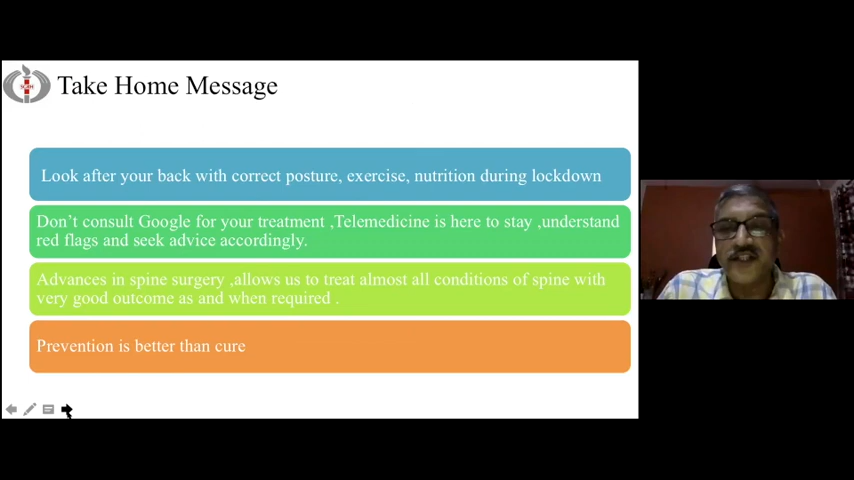 Take Home Message
Look after your back with correct posture, exercise, nutrition during lockdown
Don't consult Google for your treatment ,Telemedicine is here to stay ,understand
red flags and seek advice accordingly.
Advances in spine surgery ,allows us to treat almost all conditions of spine with
very good outcome as and when required .
Prevention is better than cure